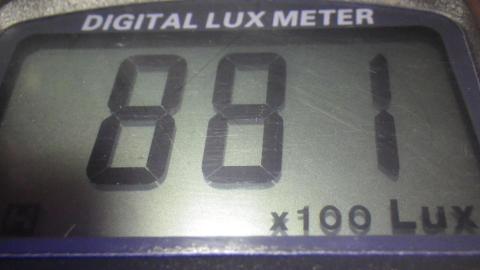 DIGITAL LUX METER
881
x100 Lux